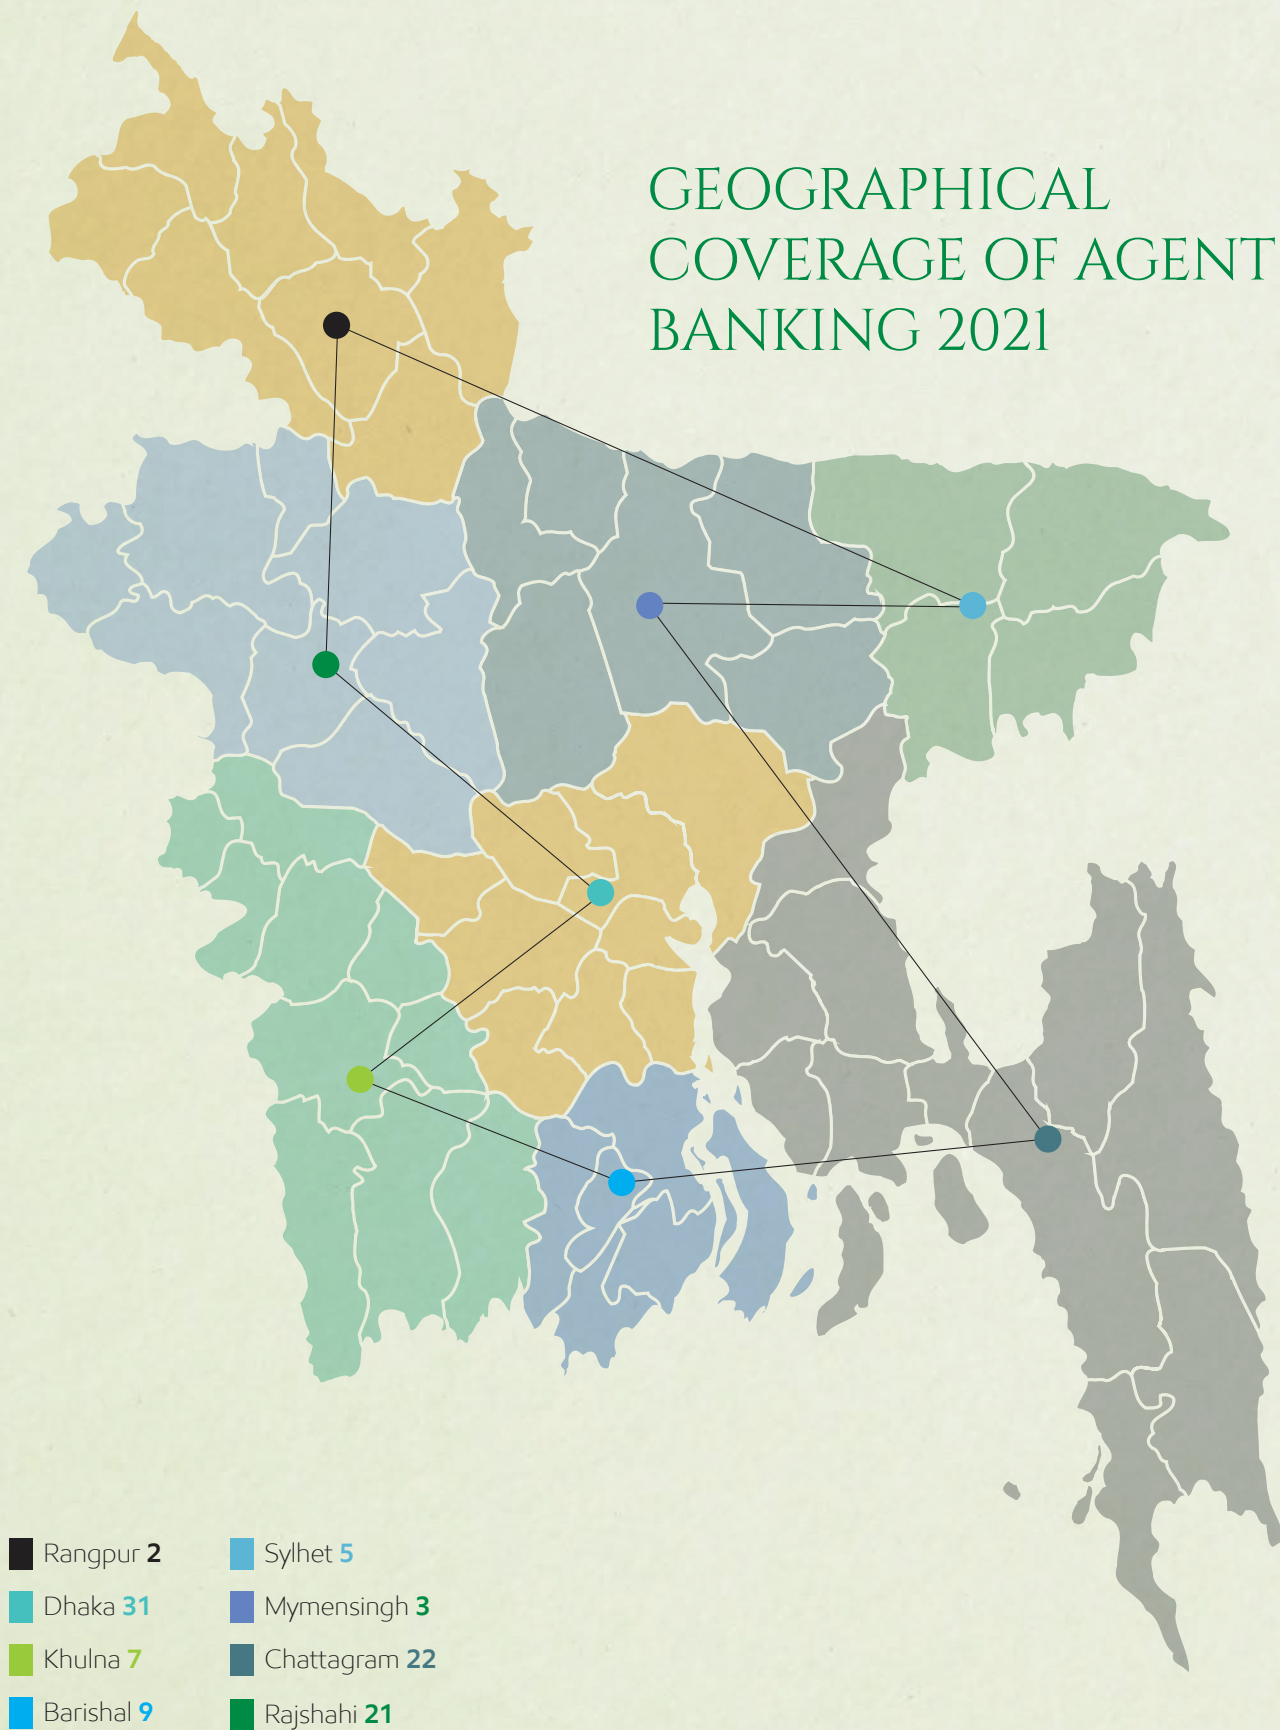 GEOGRAPHICAL
COVERAGE OF AGENT
BANKING 2021
Rangpur 2
Dhaka 31
Khulna 7
Barishal 9
Sylhet 5
Mymensingh 3
Chattagram 22
Rajshahi 21